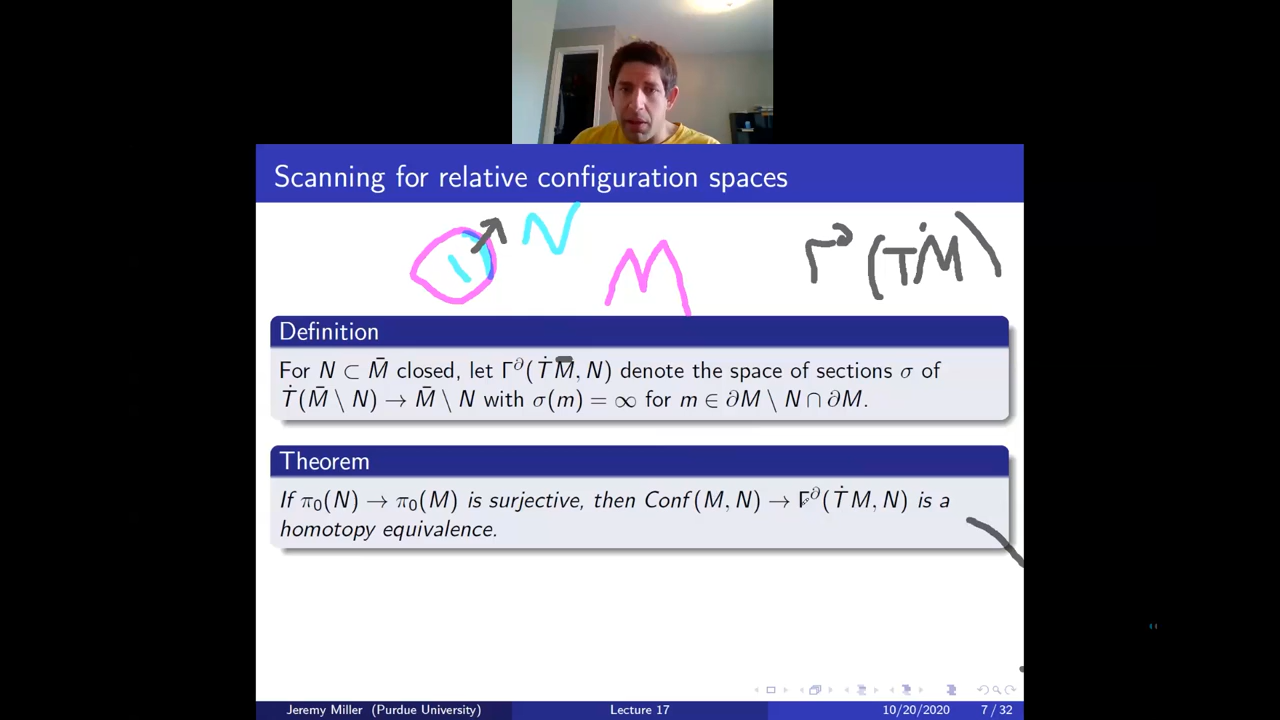 Scanning for relative configuration spaces
N
M
Γ^∂ (ṪM)
Definition
For N ⊂ M̄ closed, let Γ^∂(Ṫ M̄, N) denote the space of sections σ of
Ṫ(M̄ \ N) → M̄ \ N with σ(m) = ∞ for m ∈ ∂M \ N ∩ ∂M.
Theorem
If π₀(N) → π₀(M) is surjective, then Conf(M, N) → Γ^∂(Ṫ M, N) is a
homotopy equivalence.
Jeremy Miller (Purdue University) Lecture 17 10/20/2020 7 / 32